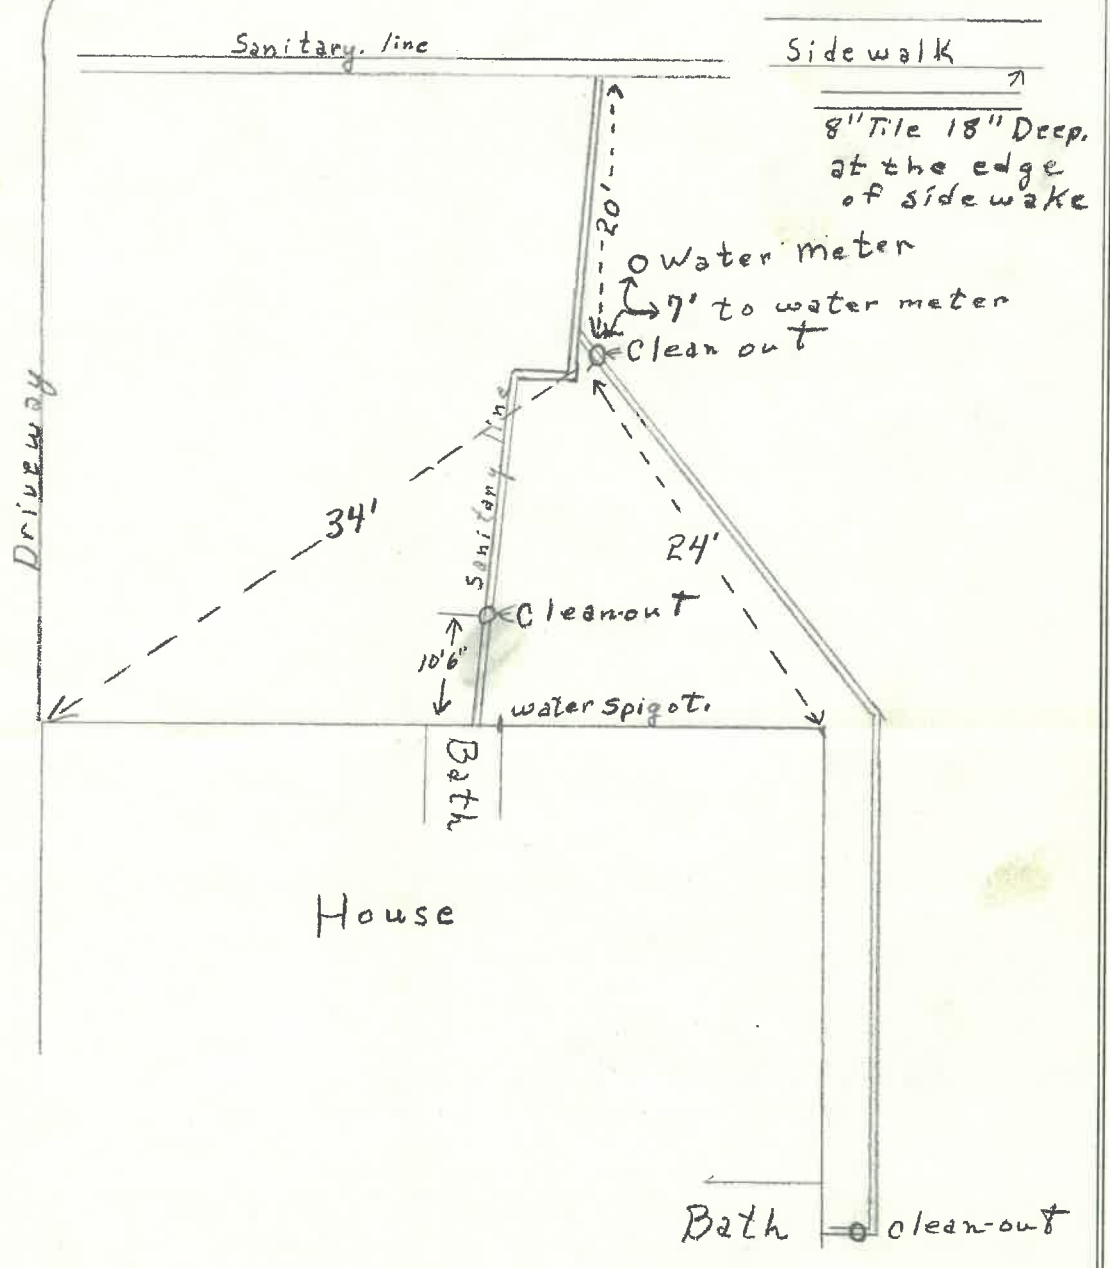 Sanitary. line
Sidewalk
8" Tile 18" Deep.
at the edge
of sidewake
20'
Water meter
7' to water meter
Clean out
Driveway
Sanitary line
34'
24'
Clean-out
10'6"
water spigot.
Bath
House
Bath
clean-out